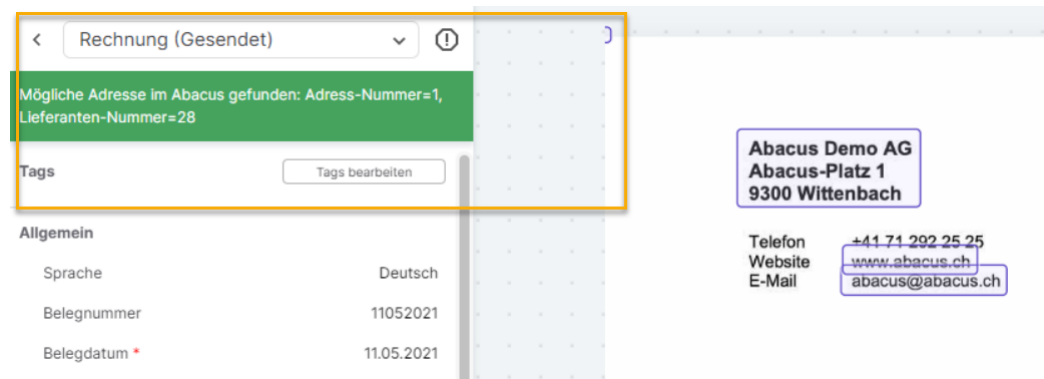 Rechnung (Gesendet)
Mögliche Adresse im Abacus gefunden: Adress-Nummer=1,
Lieferanten-Nummer=28
Tags
Tags bearbeiten
Allgemein
Sprache Deutsch
Belegnummer 11052021
Belegdatum * 11.05.2021
Abacus Demo AG
Abacus-Platz 1
9300 Wittenbach
Telefon +41 71 292 25 25
Website www.abacus.ch
E-Mail abacus@abacus.ch